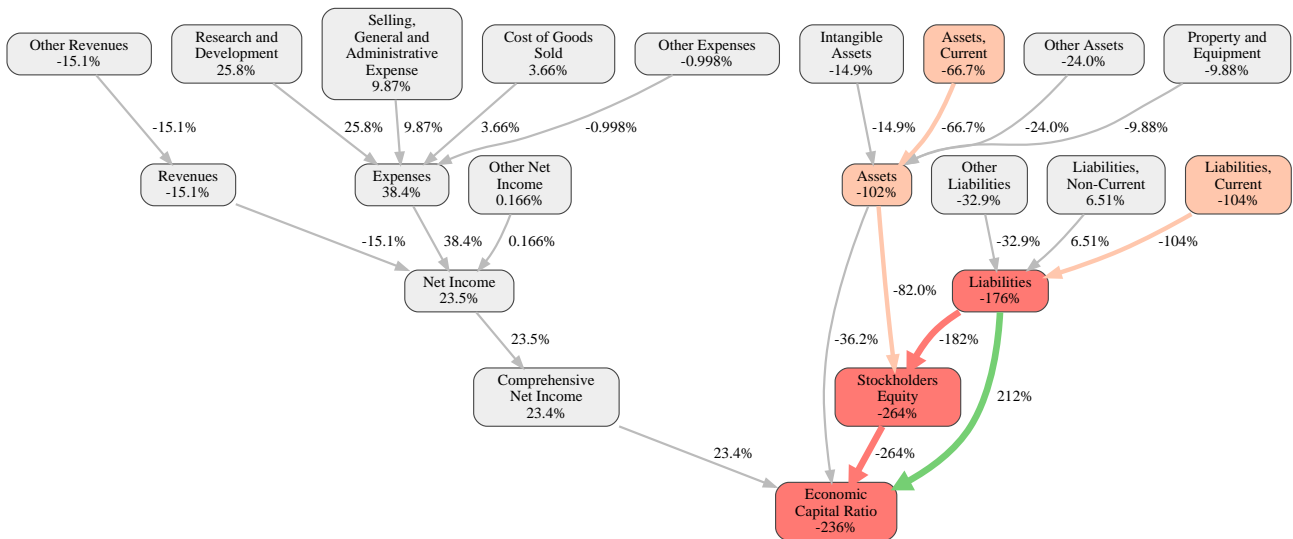 Other Revenues
-15.1%
Research and
Development
25.8%
Selling,
General and
Administrative
Expense
9.87%
Cost of Goods
Sold
3.66%
Other Expenses
-0.998%
Intangible
Assets
-14.9%
Assets,
Current
-66.7%
Other Assets
-24.0%
Property and
Equipment
-9.88%
-15.1%
25.8%
9.87%
3.66%
-0.998%
-14.9%
-66.7%
-24.0%
-9.88%
Revenues
-15.1%
Expenses
38.4%
Other Net
Income
0.166%
Assets
-102%
Other
Liabilities
-32.9%
Liabilities,
Non-Current
6.51%
Liabilities,
Current
-104%
-15.1%
38.4%
0.166%
-32.9%
6.51%
-104%
Net Income
23.5%
-82.0%
Liabilities
-176%
23.5%
-36.2%
-182%
Comprehensive
Net Income
23.4%
Stockholders
Equity
-264%
212%
23.4%
-264%
Economic
Capital Ratio
-236%